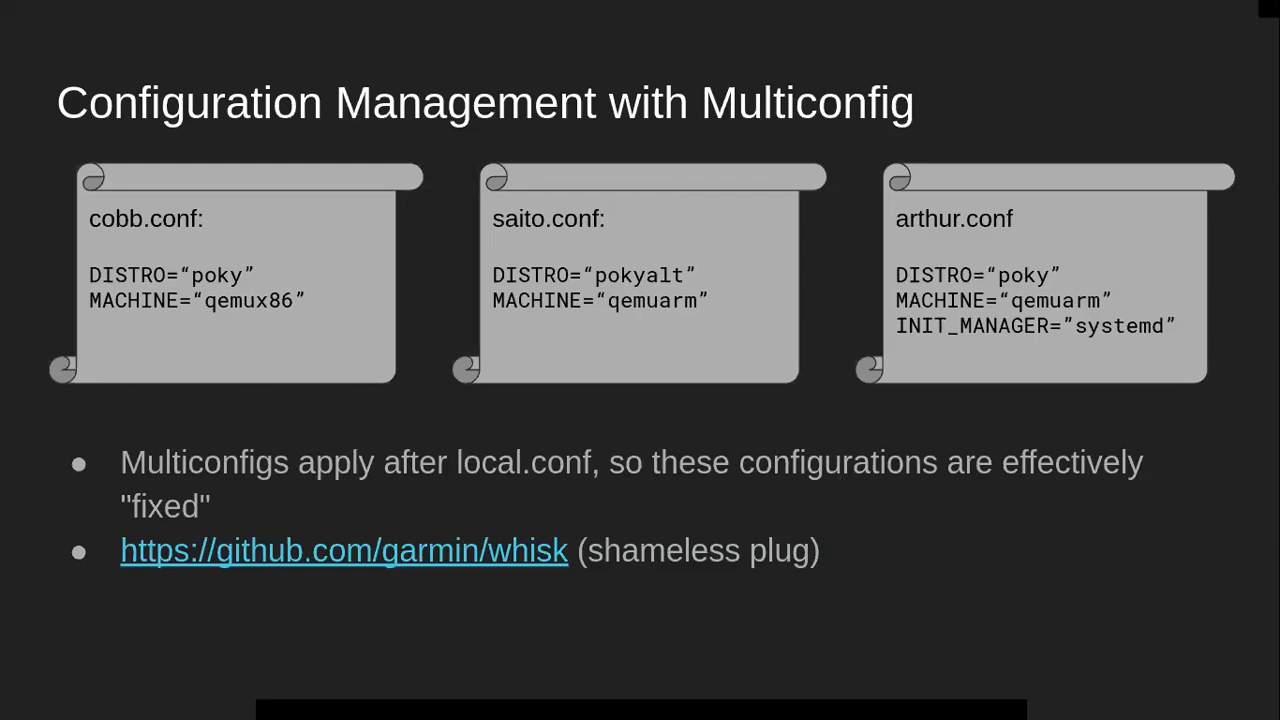 Configuration Management with Multiconfig
cobb.conf:
DISTRO=“poky”
MACHINE=“qemux86”
saito.conf:
DISTRO=“pokyalt”
MACHINE=“qemuarm”
arthur.conf
DISTRO=“poky”
MACHINE=“qemuarm”
INIT_MANAGER=”systemd”
● Multiconfigs apply after local.conf, so these configurations are effectively
"fixed"
● https://github.com/garmin/whisk (shameless plug)